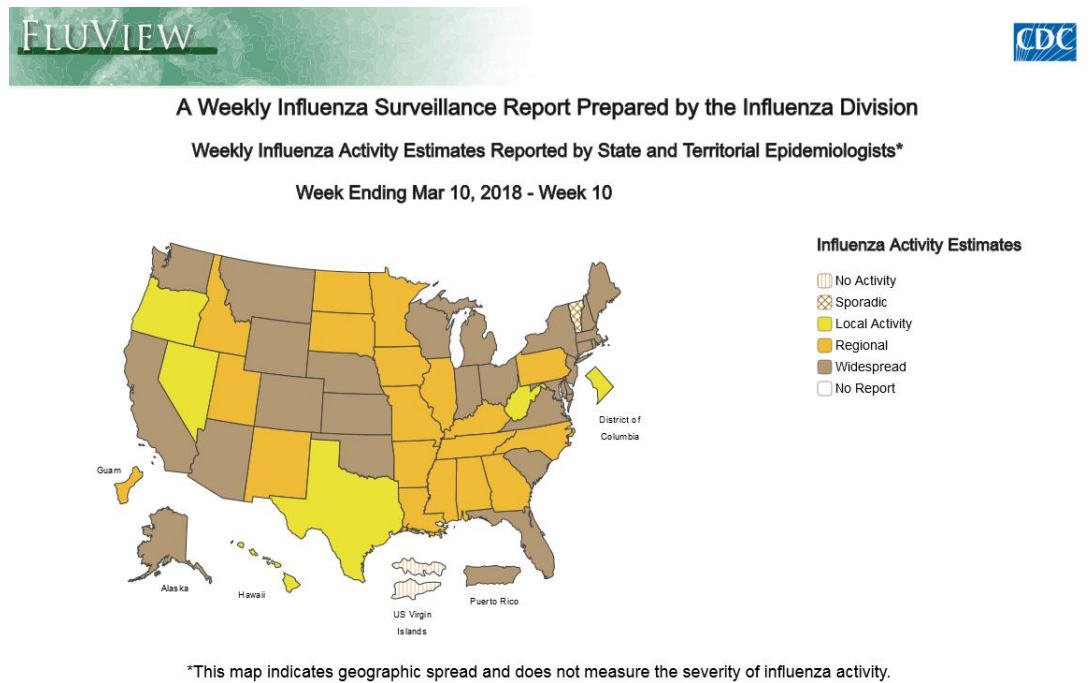 FLUVIEW
CDC
A Weekly Influenza Surveillance Report Prepared by the Influenza Division
Weekly Influenza Activity Estimates Reported by State and Territorial Epidemiologists*
Week Ending Mar 10, 2018 - Week 10
Influenza Activity Estimates
No Activity
Sporadic
Local Activity
Regional
Widespread
No Report
District of
Columbia
Guam
Alaska
Hawaii
US Virgin
Islands
Puerto Rico
*This map indicates geographic spread and does not measure the severity of influenza activity.